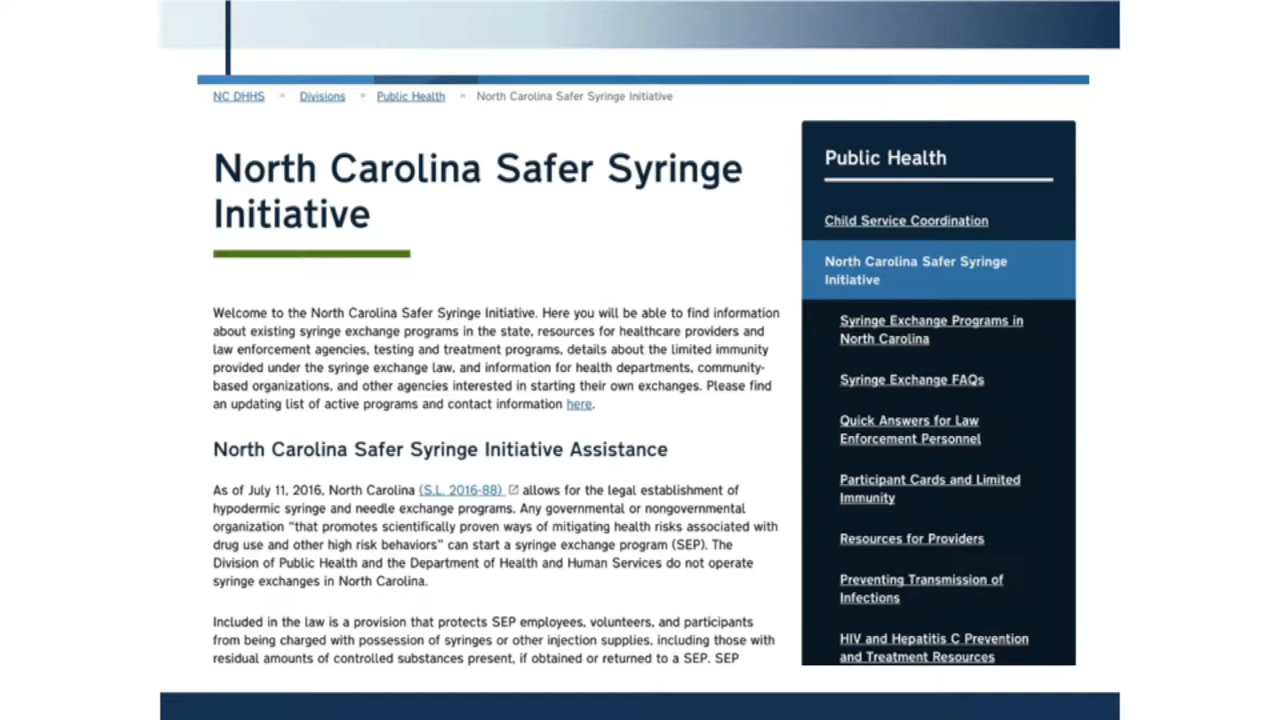 NC DHHS » Divisions » Public Health » North Carolina Safer Syringe Initiative
North Carolina Safer Syringe
Initiative
Welcome to the North Carolina Safer Syringe Initiative. Here you will be able to find information
about existing syringe exchange programs in the state, resources for healthcare providers and
law enforcement agencies, testing and treatment programs, details about the limited immunity
provided under the syringe exchange law, and information for health departments, community-
based organizations, and other agencies interested in starting their own exchanges. Please find
an updating list of active programs and contact information here.
North Carolina Safer Syringe Initiative Assistance
As of July 11, 2016, North Carolina (S.L. 2016-88) allows for the legal establishment of
hypodermic syringe and needle exchange programs. Any governmental or nongovernmental
organization “that promotes scientifically proven ways of mitigating health risks associated with
drug use and other high risk behaviors” can start a syringe exchange program (SEP). The
Division of Public Health and the Department of Health and Human Services do not operate
syringe exchanges in North Carolina.
Included in the law is a provision that protects SEP employees, volunteers, and participants
from being charged with possession of syringes or other injection supplies, including those with
residual amounts of controlled substances present, if obtained or returned to a SEP. SEP
Public Health
Child Service Coordination
North Carolina Safer Syringe
Initiative
Syringe Exchange Programs in
North Carolina
Syringe Exchange FAQs
Quick Answers for Law
Enforcement Personnel
Participant Cards and Limited
Immunity
Resources for Providers
Preventing Transmission of
Infections
HIV and Hepatitis C Prevention
and Treatment Resources